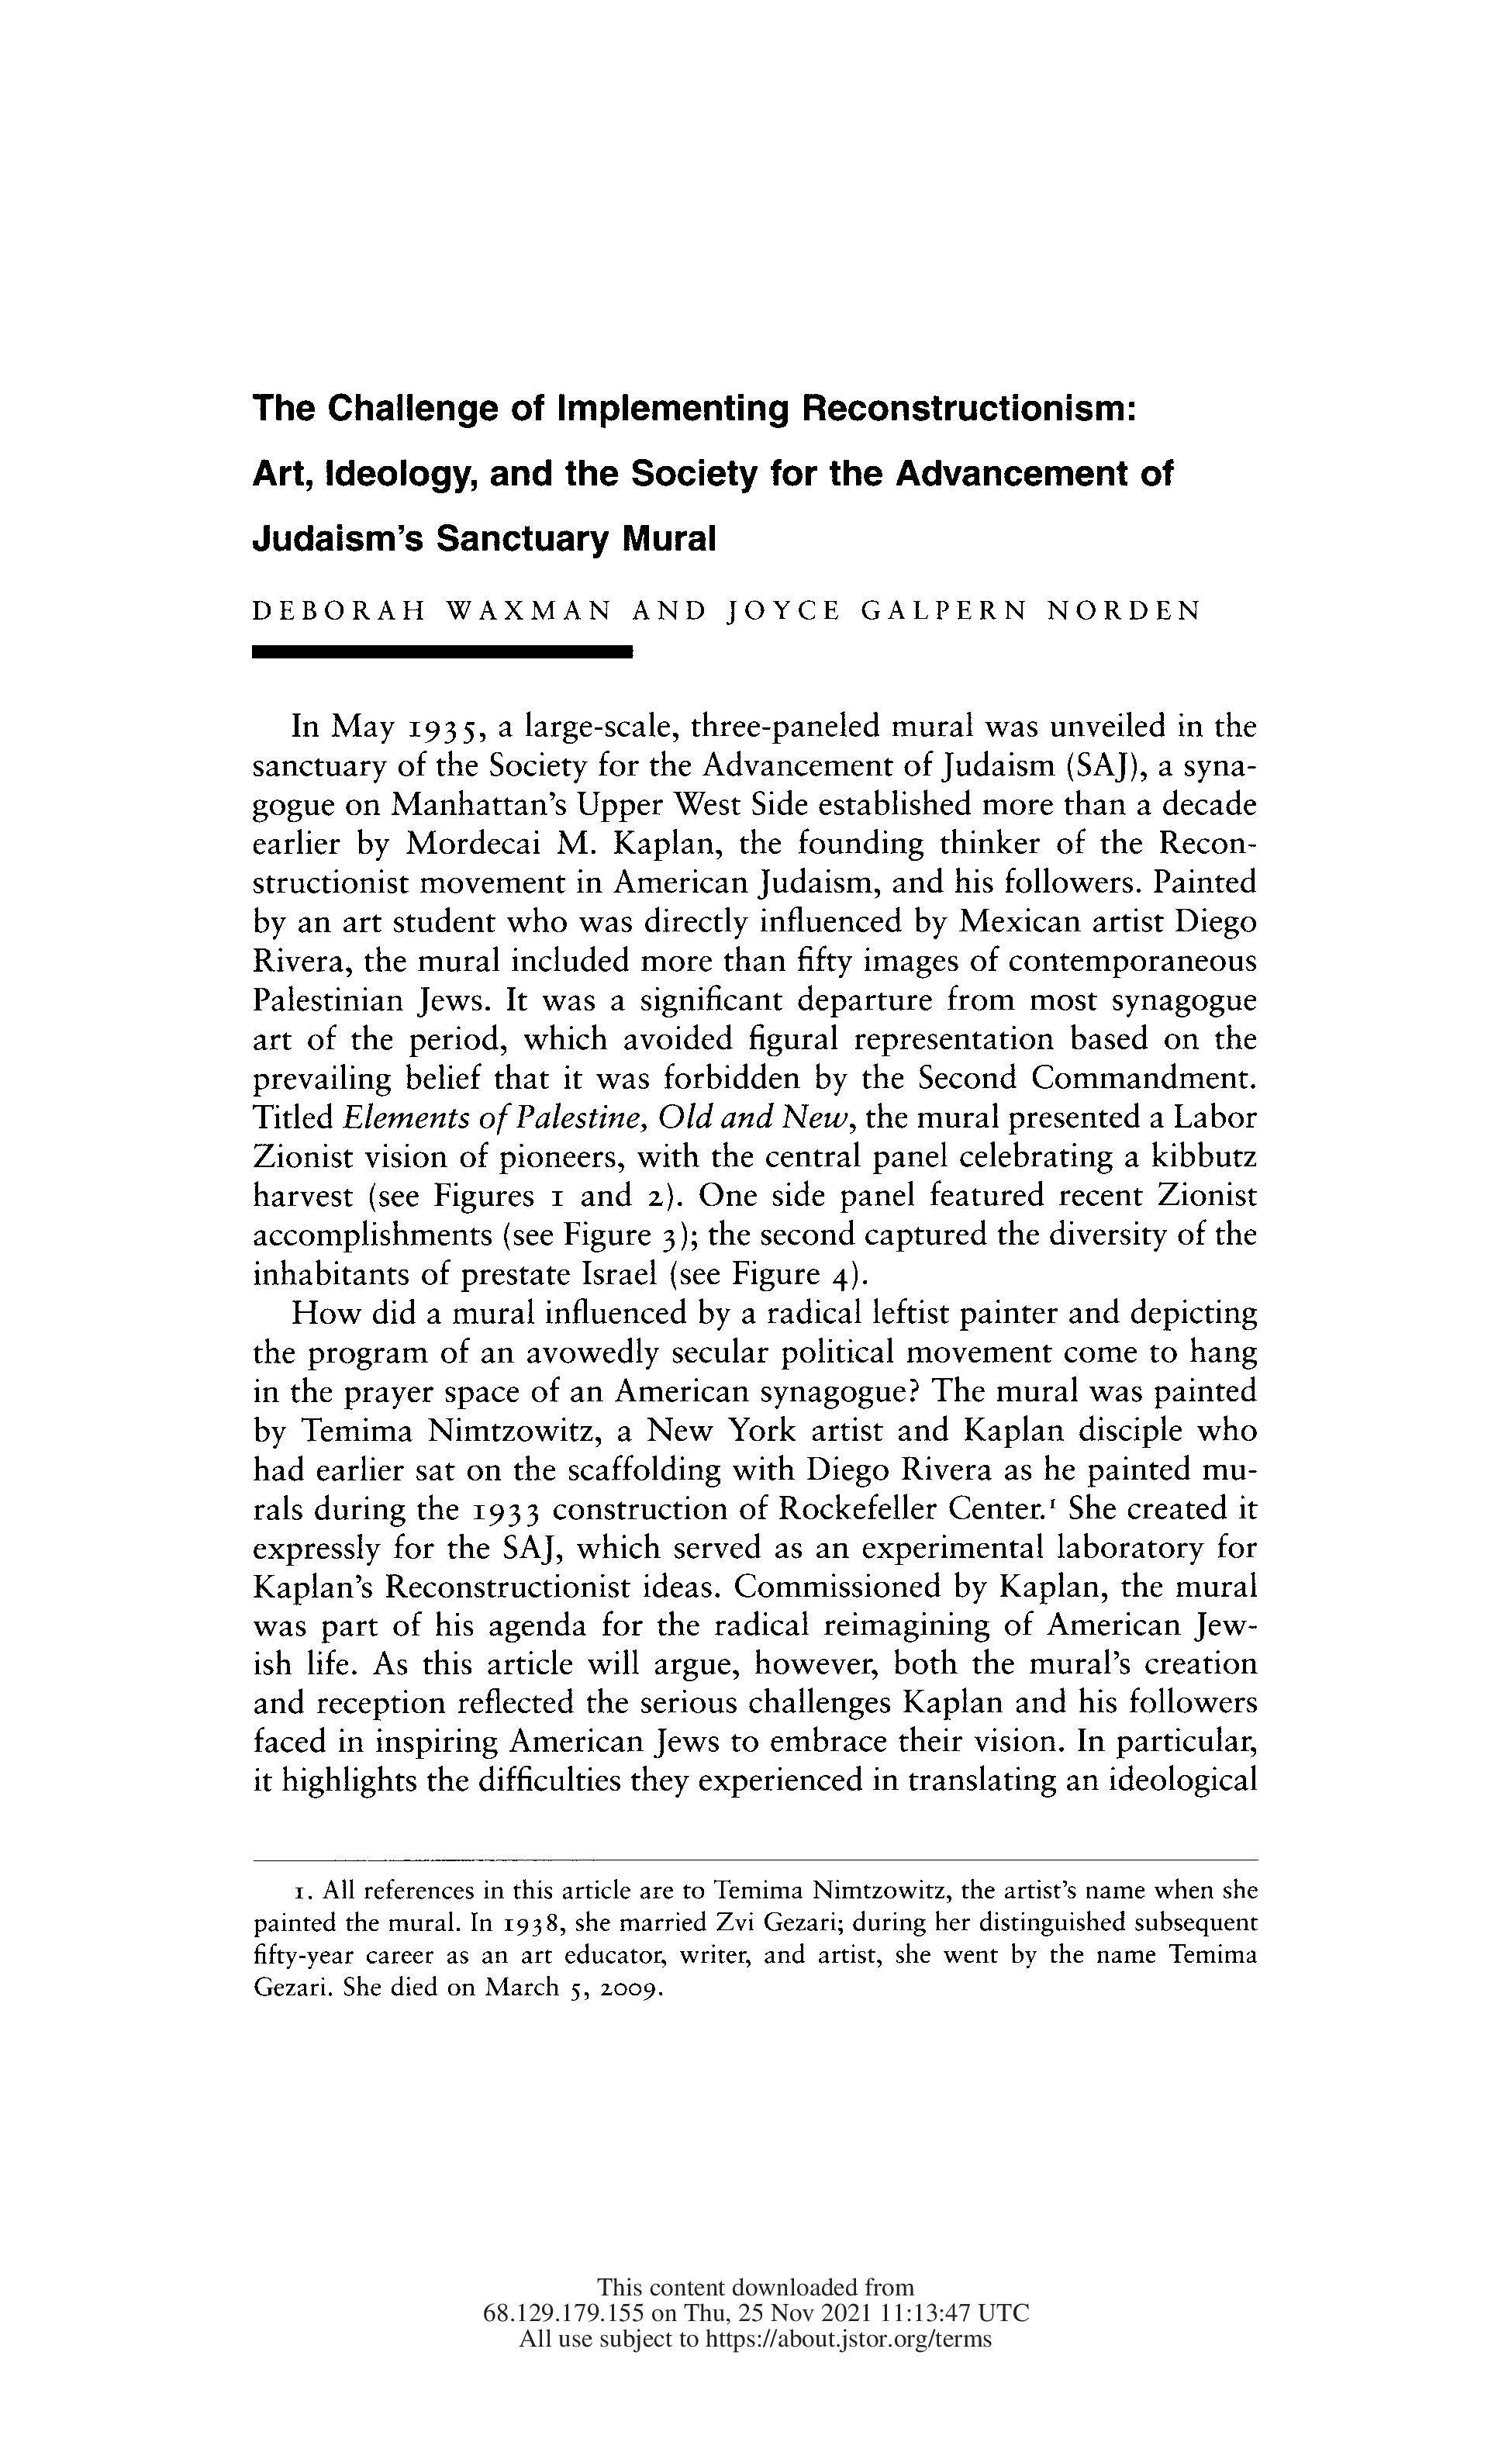 The Challenge of Implementing Reconstructionism:
Art, Ideology, and the Society for the Advancement of
Judaism's Sanctuary Mural
DEBORAH WAXMAN AND JOYCE GALPERN NORDEN
In May 1935, a large-scale, three-paneled mural was unveiled in the
sanctuary of the Society for the Advancement of Judaism (SAJ), a syna-
gogue on Manhattan's Upper West Side established more than a decade
earlier by Mordecai M. Kaplan, the founding thinker of the Recon-
structionist movement in American Judaism, and his followers. Painted
by an art student who was directly influenced by Mexican artist Diego
Rivera, the mural included more than fifty images of contemporaneous
Palestinian Jews. It was a significant departure from most synagogue
art of the period, which avoided figural representation based on the
prevailing belief that it was forbidden by the Second Commandment.
Titled Elements of Palestine, Old and New, the mural presented a Labor
Zionist vision of pioneers, with the central panel celebrating a kibbutz
harvest (see Figures 1 and 2). One side panel featured recent Zionist
accomplishments (see Figure 3); the second captured the diversity of the
inhabitants of prestate Israel (see Figure 4).
How did a mural influenced by a radical leftist painter and depicting
the program of an avowedly secular political movement come to hang
in the prayer space of an American synagogue? The mural was painted
by Temima Nimtzowitz, a New York artist and Kaplan disciple who
had earlier sat on the scaffolding with Diego Rivera as he painted mu-
rals during the 1933 construction of Rockefeller Center.¹ She created it
expressly for the SAJ, which served as an experimental laboratory for
Kaplan's Reconstructionist ideas. Commissioned by Kaplan, the mural
was part of his agenda for the radical reimagining of American Jew-
ish life. As this article will argue, however, both the mural's creation
and reception reflected the serious challenges Kaplan and his followers
faced in inspiring American Jews to embrace their vision. In particular,
it highlights the difficulties they experienced in translating an ideological
1. All references in this article are to Temima Nimtzowitz, the artist's name when she
painted the mural. In 1938, she married Zvi Gezari; during her distinguished subsequent
fifty-year career as an art educator, writer, and artist, she went by the name Temima
Gezari. She died on March 5, 2009.
This content downloaded from
68.129.179.155 on Thu, 25 Nov 2021 11:13:47 UTC
All use subject to https://about.jstor.org/terms